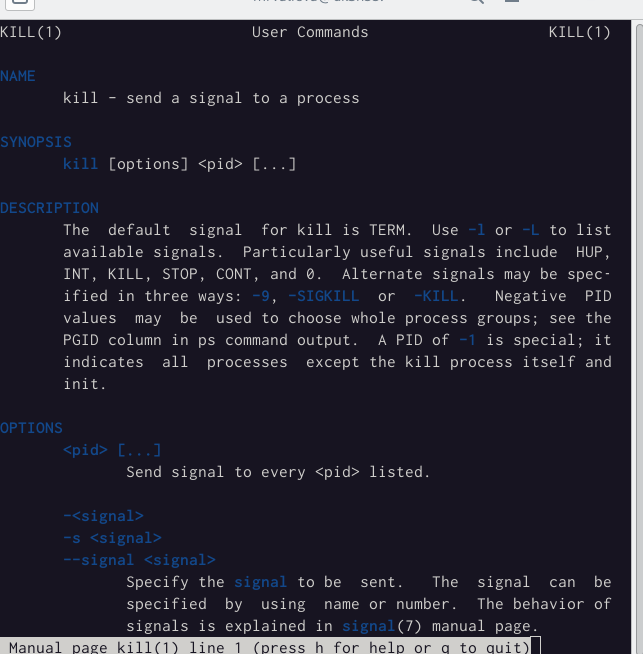 KILL(1) User Commands KILL(1)
NAME
kill - send a signal to a process
SYNOPSIS
kill [options] <pid> [...]
DESCRIPTION
The default signal for kill is TERM. Use -l or -L to list
available signals. Particularly useful signals include HUP,
INT, KILL, STOP, CONT, and 0. Alternate signals may be spec-
ified in three ways: -9, -SIGKILL or -KILL. Negative PID
values may be used to choose whole process groups; see the
PGID column in ps command output. A PID of -1 is special; it
indicates all processes except the kill process itself and
init.
OPTIONS
<pid> [...]
Send signal to every <pid> listed.
-<signal>
-s <signal>
--signal <signal>
Specify the signal to be sent. The signal can be
specified by using name or number. The behavior of
signals is explained in signal(7) manual page.
Manual page kill(1) line 1 (press h for help or q to quit)